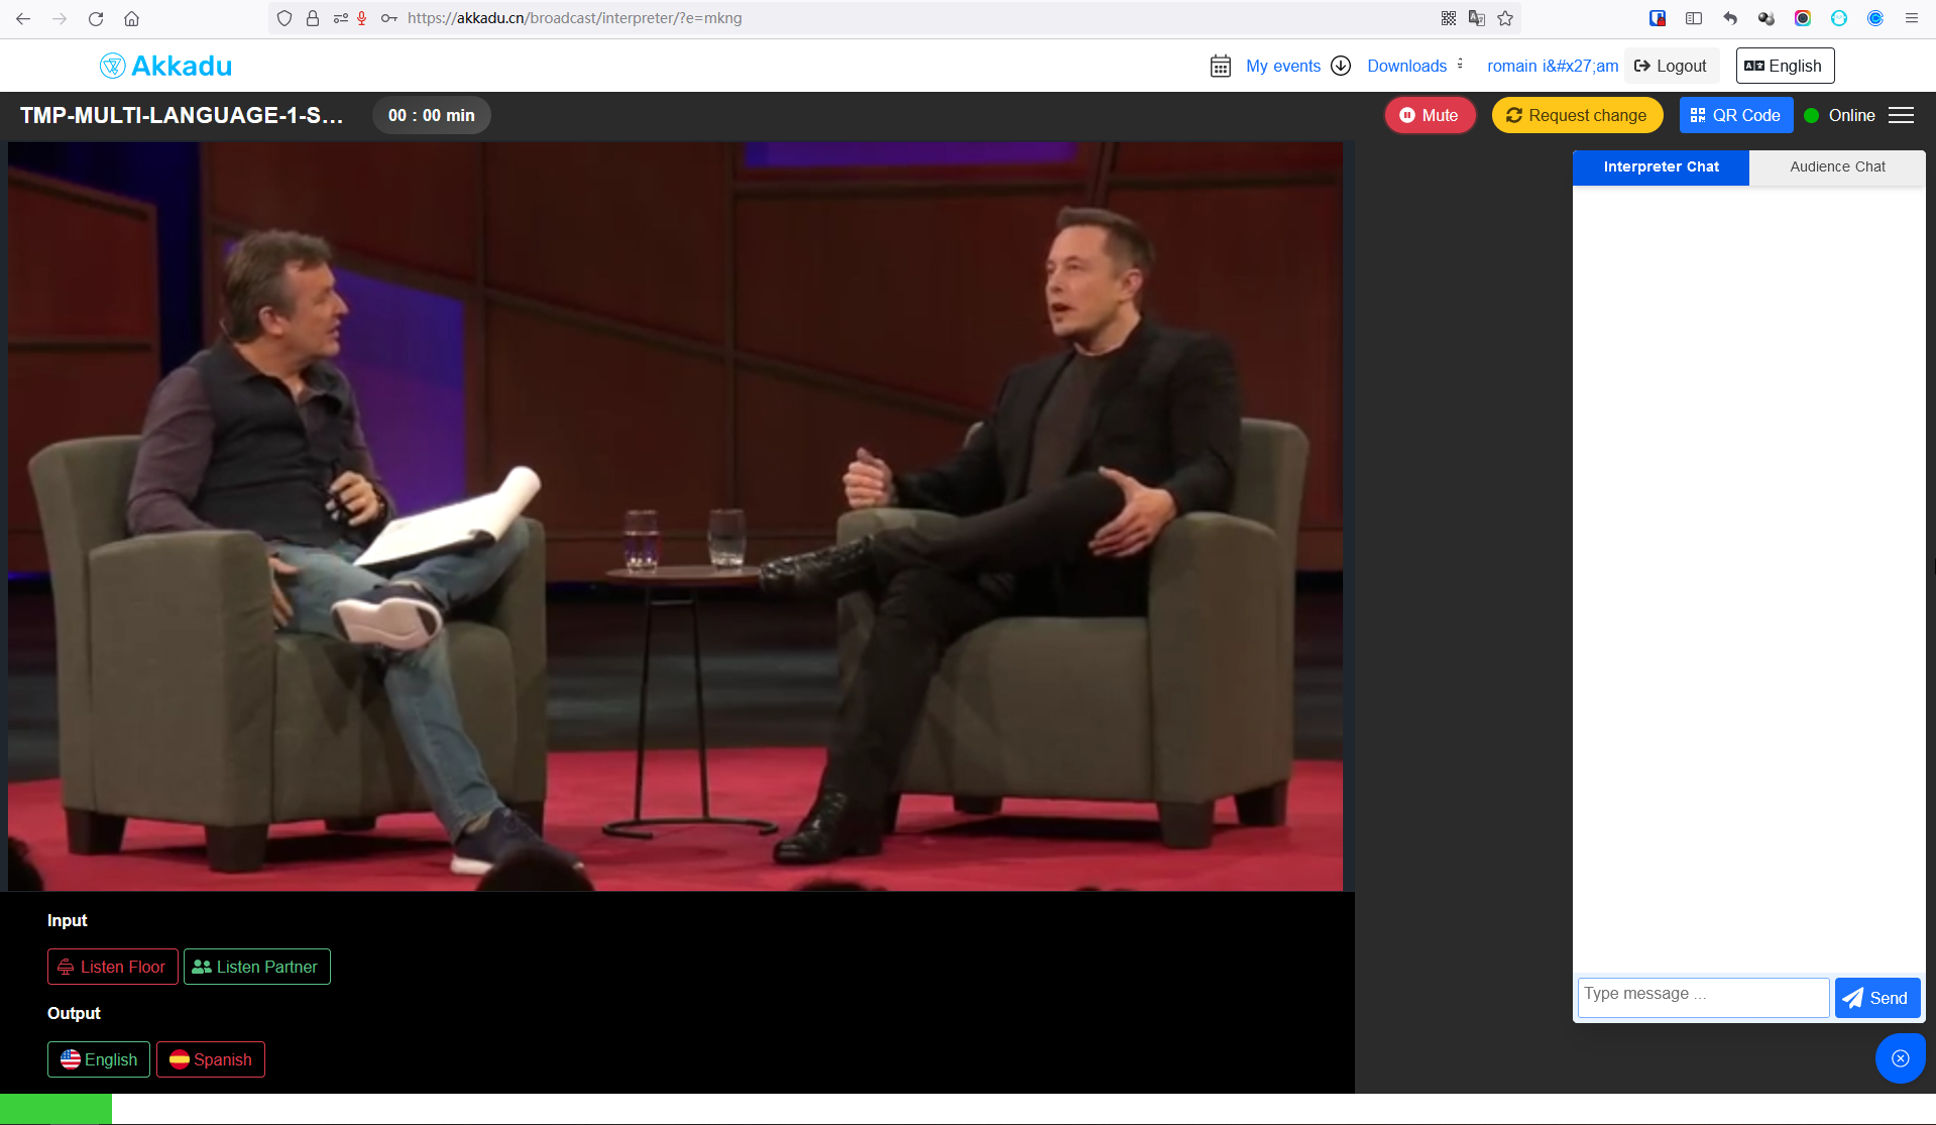 https://akkadu.cn/broadcast/interpreter/?e=mkng
Akkadu
My events
Downloads
romain i&#x27;am
Logout
English
TMP-MULTI-LANGUAGE-1-S...
00 : 00 min
Mute
Request change
QR Code
Online
Interpreter Chat
Audience Chat
Input
Listen Floor
Listen Partner
Output
English
Spanish
Type message ...
Send